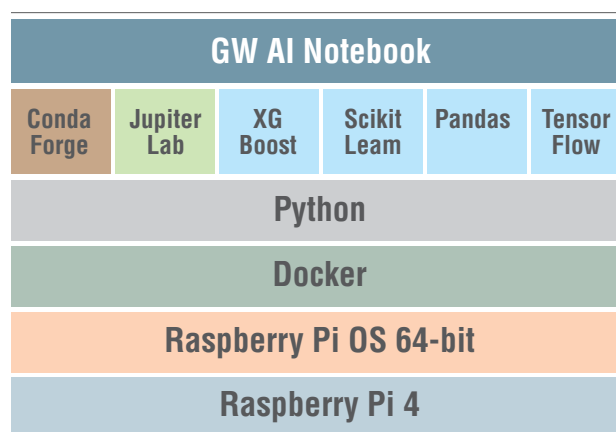 GW AI Notebook
Conda
Forge
Jupiter
Lab
XG
Boost
Scikit
Leam
Pandas
Tensor
Flow
Python
Docker
Raspberry Pi OS 64-bit
Raspberry Pi 4